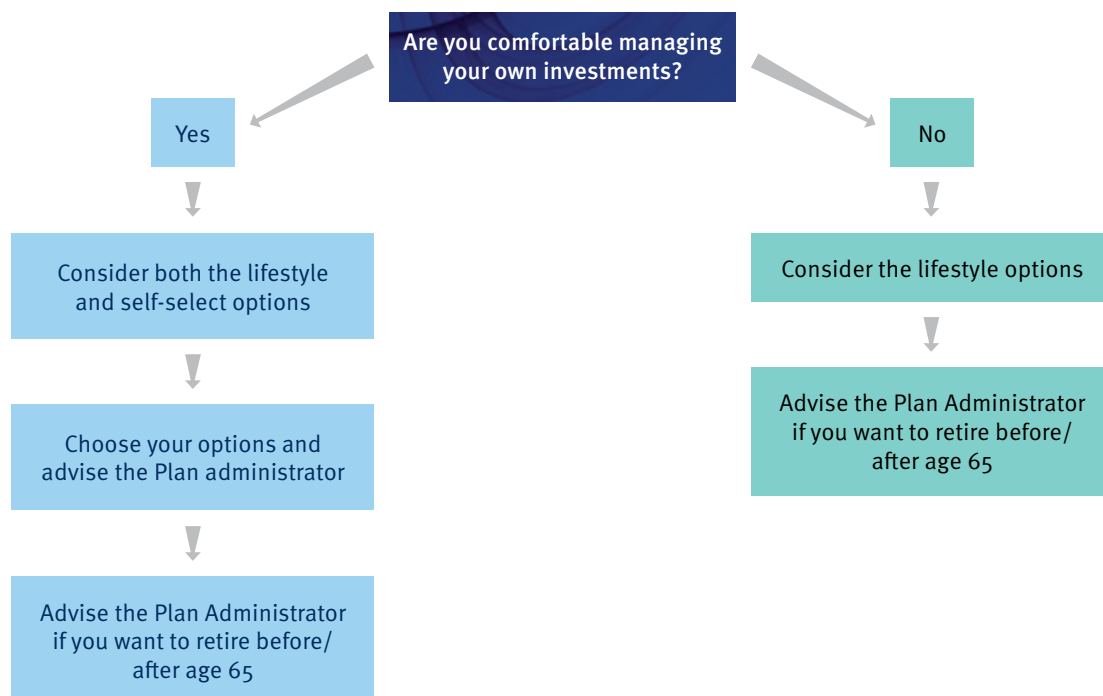 Are you comfortable managing
your own investments?
Yes
No
Consider both the lifestyle
and self-select options
Consider the lifestyle options
Choose your options and
advise the Plan administrator
Advise the Plan Administrator
if you want to retire before/
after age 65
Advise the Plan Administrator
if you want to retire before/
after age 65